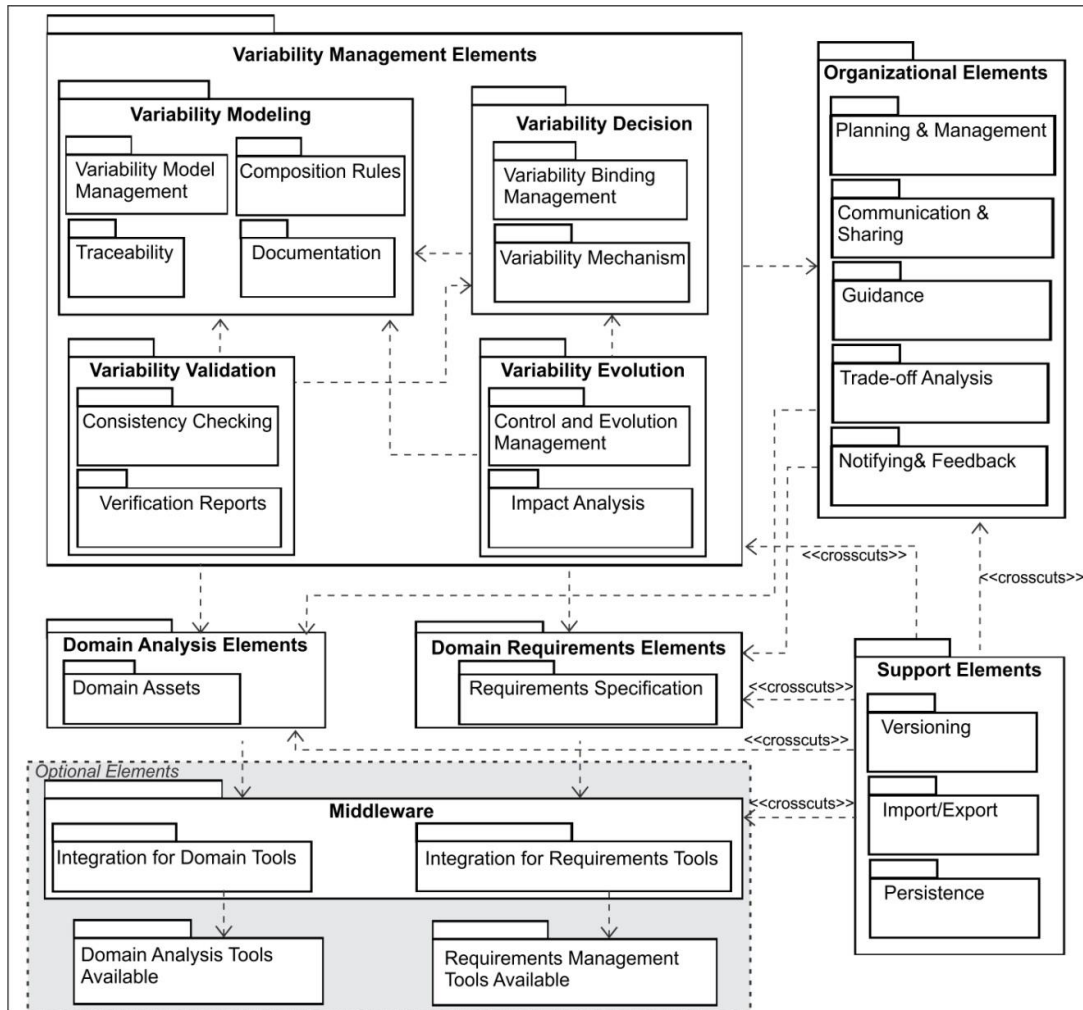 Variability Management Elements
Variability Modeling
Variability Model
Management
Composition Rules
Traceability
Documentation
Variability Decision
Variability Binding
Management
Variability Mechanism
Variability Validation
Consistency Checking
Verification Reports
Variability Evolution
Control and Evolution
Management
Impact Analysis
Organizational Elements
Planning & Management
Communication &
Sharing
Guidance
Trade-off Analysis
Notifying& Feedback
<<crosscuts>>
<<crosscuts>>
Domain Analysis Elements
Domain Assets
Domain Requirements Elements
Requirements Specification
<<crosscuts>>
<<crosscuts>>
<<crosscuts>>
Support Elements
Versioning
Import/Export
Persistence
Optional Elements
Middleware
Integration for Domain Tools
Integration for Requirements Tools
Domain Analysis Tools
Available
Requirements Management
Tools Available